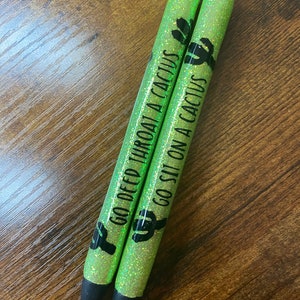 GO DEEP THROAT A CACTUS
GO SIT ON A CACTUS